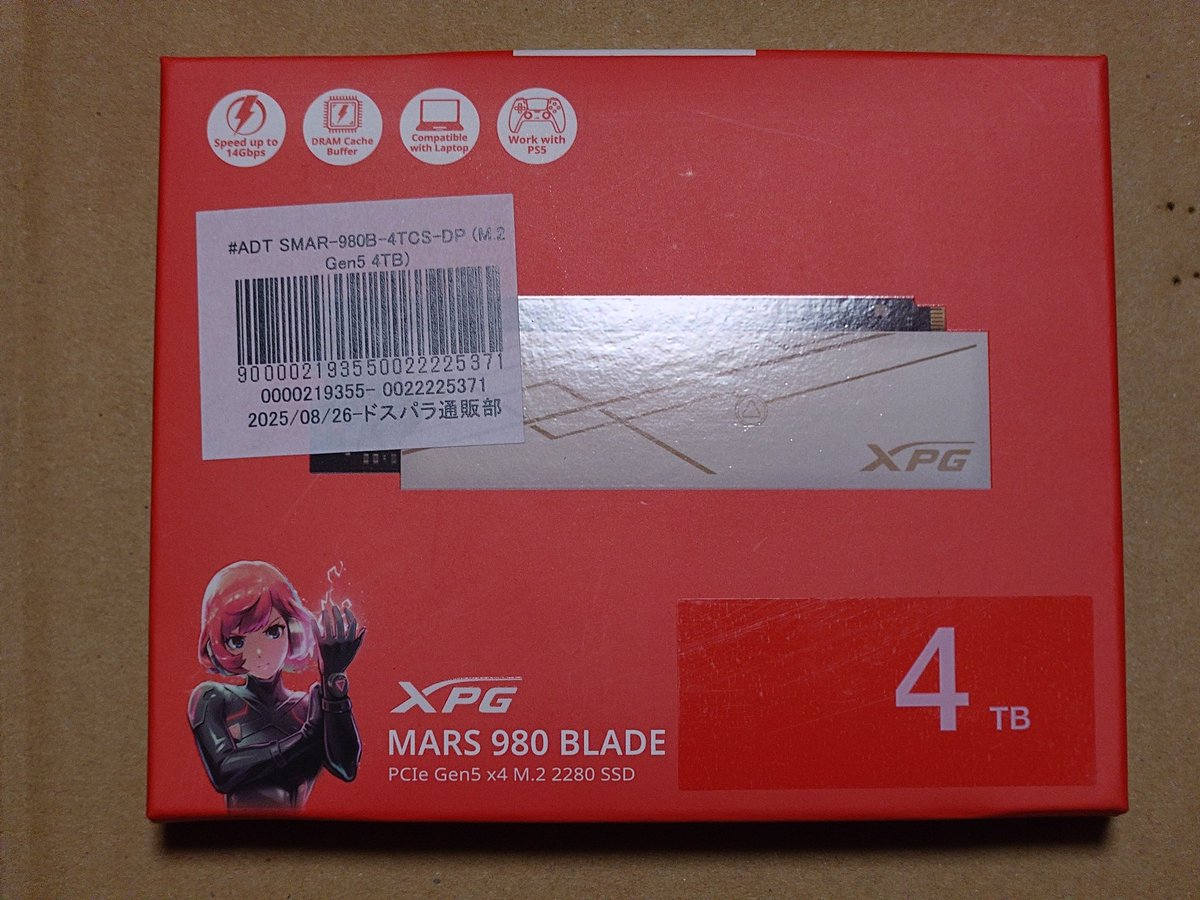 Speed up to
14Gbps
DRAM Cache
Buffer
Compatible
with Laptop
Work with
PS5
#ADT SMAR-980B-4TCS-DP (M.2
Gen5 4TB)
90000219355002222​5371
0000219355- 0022225371
2025/08/26-ドスパラ通販部
XPG
XPG
MARS 980 BLADE
PCIe Gen5 x4 M.2 2280 SSD
4
TB